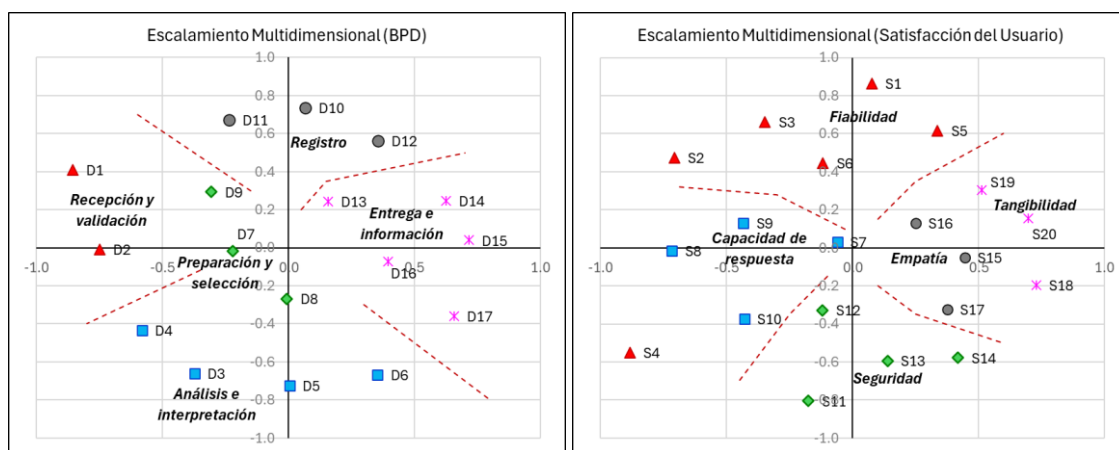 Escalamiento Multidimensional (BPD)
1.0
0.8
D11
D10
0.6
D12
Registro
0.4
D1
D9
Recepción y
validación
0.2
D13
D14
Entrega e
información
D7
D15
D2
0.0
-1.0
-0.5
0.0
0.5
1.0
Preparación y
selección
D16
-0.2
D8
D17
-0.4
D4
-0.6
D3
D5
D6
Análisis e
interpretación
-0.8
-1.0
Escalamiento Multidimensional (Satisfacción del Usuario)
1.0
S1
0.8
Fiabilidad
S3
S5
0.6
S2
S6
0.4
S19
S9
0.2
S16
Tangibilidad
S20
Capacidad de
respuesta
S7
S8
0.0
-1.0
-0.5
0.0
0.5
1.0
Empatía
S15
-0.2
S18
S12
S17
S10
-0.4
S4
-0.6
S13
S14
Seguridad
S11
-0.8
-1.0